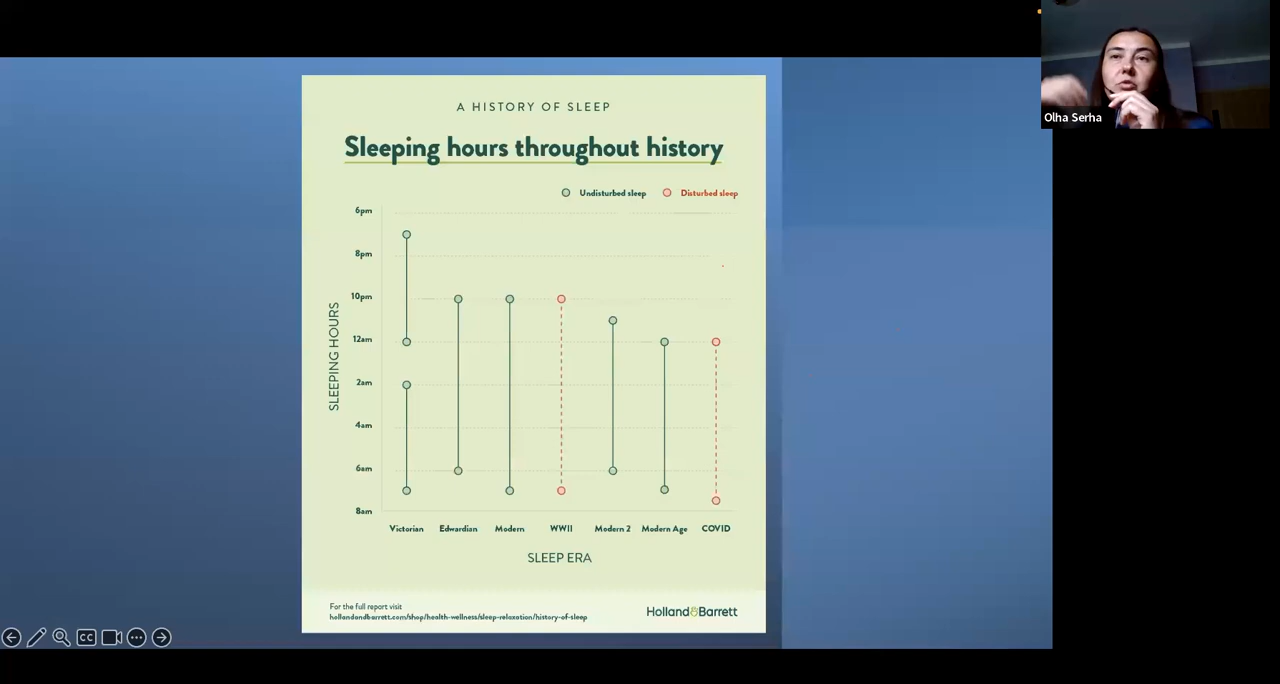 Olha Serha
A HISTORY OF SLEEP
Sleeping hours throughout history
Undisturbed sleep
Disturbed sleep
6pm
8pm
10pm
12am
2am
4am
6am
8am
SLEEPING HOURS
Victorian
Edwardian
Modern
WWII
Modern 2
Modern Age
COVID
SLEEP ERA
For the full report visit
hollandandbarrett.com/shop/health-wellness/sleep-relaxation/history-of-sleep
Holland&Barrett
CC